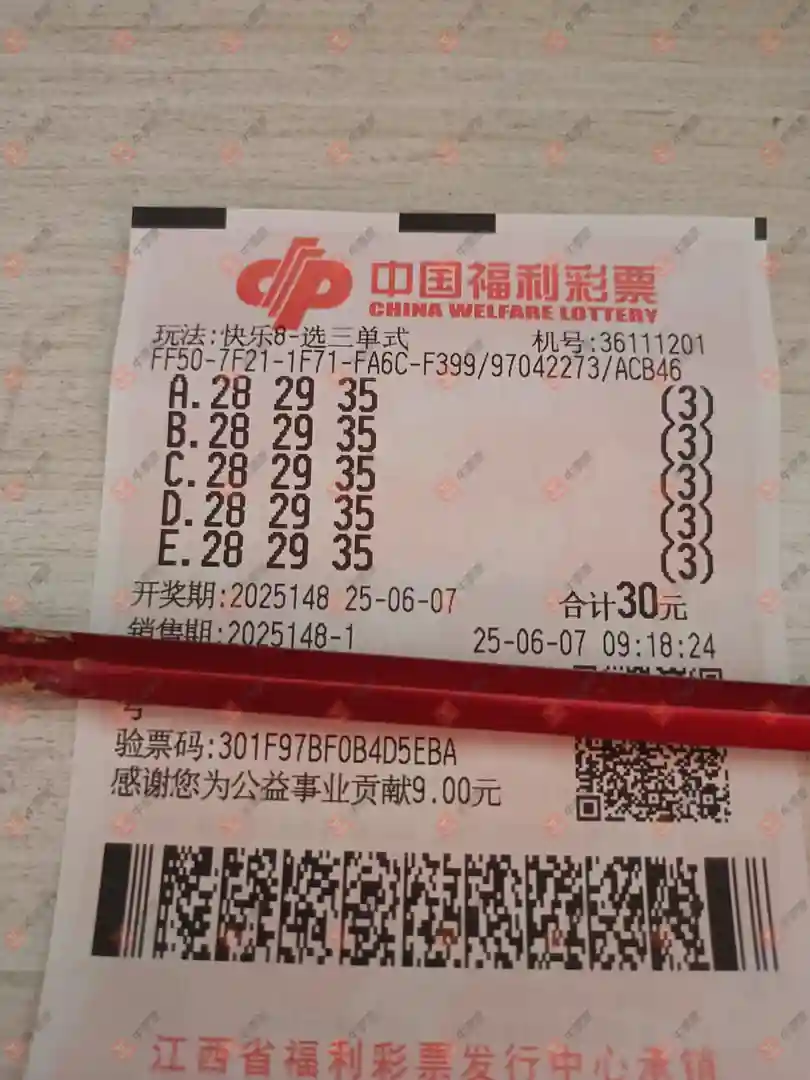 中国福利彩票
CHINA WELFARE LOTTERY
玩法:快乐8-选三单式 机号:36111201
FF50-7F21-1F71-FA6C-F399/97042273/ACB46
A.28 29 35 (3)
B.28 29 35 (3)
C.28 29 35 (3)
D.28 29 35 (3)
E.28 29 35 (3)
开奖期:2025148 25-06-07 合计30元
销售期:2025148-1 25-06-07 09:18:24
号
验票码:301F97BF0B4D5EBA
感谢您为公益事业贡献9.00元
江西省福利彩票发行中心承销